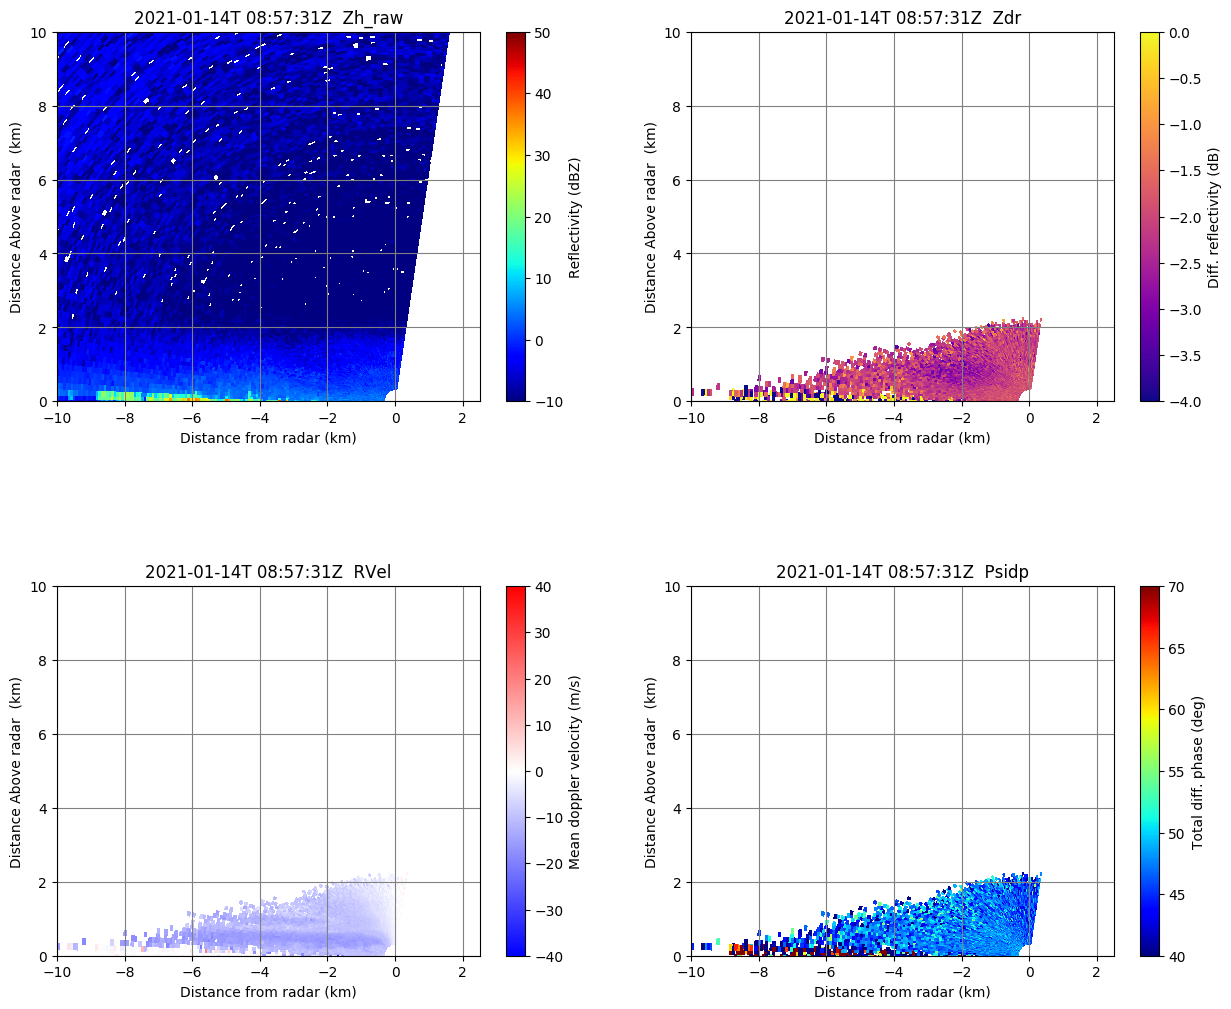 2021-01-14T 08:57:31Z  Zh_raw
10
8
6
4
2
0
Distance Above radar  (km)
−10 −8 −6 −4 −2 0 2
Distance from radar (km)
50
40
30
20
10
0
−10
Reflectivity (dBZ)
2021-01-14T 08:57:31Z  Zdr
10
8
6
4
2
0
Distance Above radar  (km)
−10 −8 −6 −4 −2 0 2
Distance from radar (km)
0.0
−0.5
−1.0
−1.5
−2.0
−2.5
−3.0
−3.5
−4.0
Diff. reflectivity (dB)
2021-01-14T 08:57:31Z  RVel
10
8
6
4
2
0
Distance Above radar  (km)
−10 −8 −6 −4 −2 0 2
Distance from radar (km)
40
30
20
10
0
−10
−20
−30
−40
Mean doppler velocity (m/s)
2021-01-14T 08:57:31Z  Psidp
10
8
6
4
2
0
Distance Above radar  (km)
−10 −8 −6 −4 −2 0 2
Distance from radar (km)
70
65
60
55
50
45
40
Total diff. phase (deg)